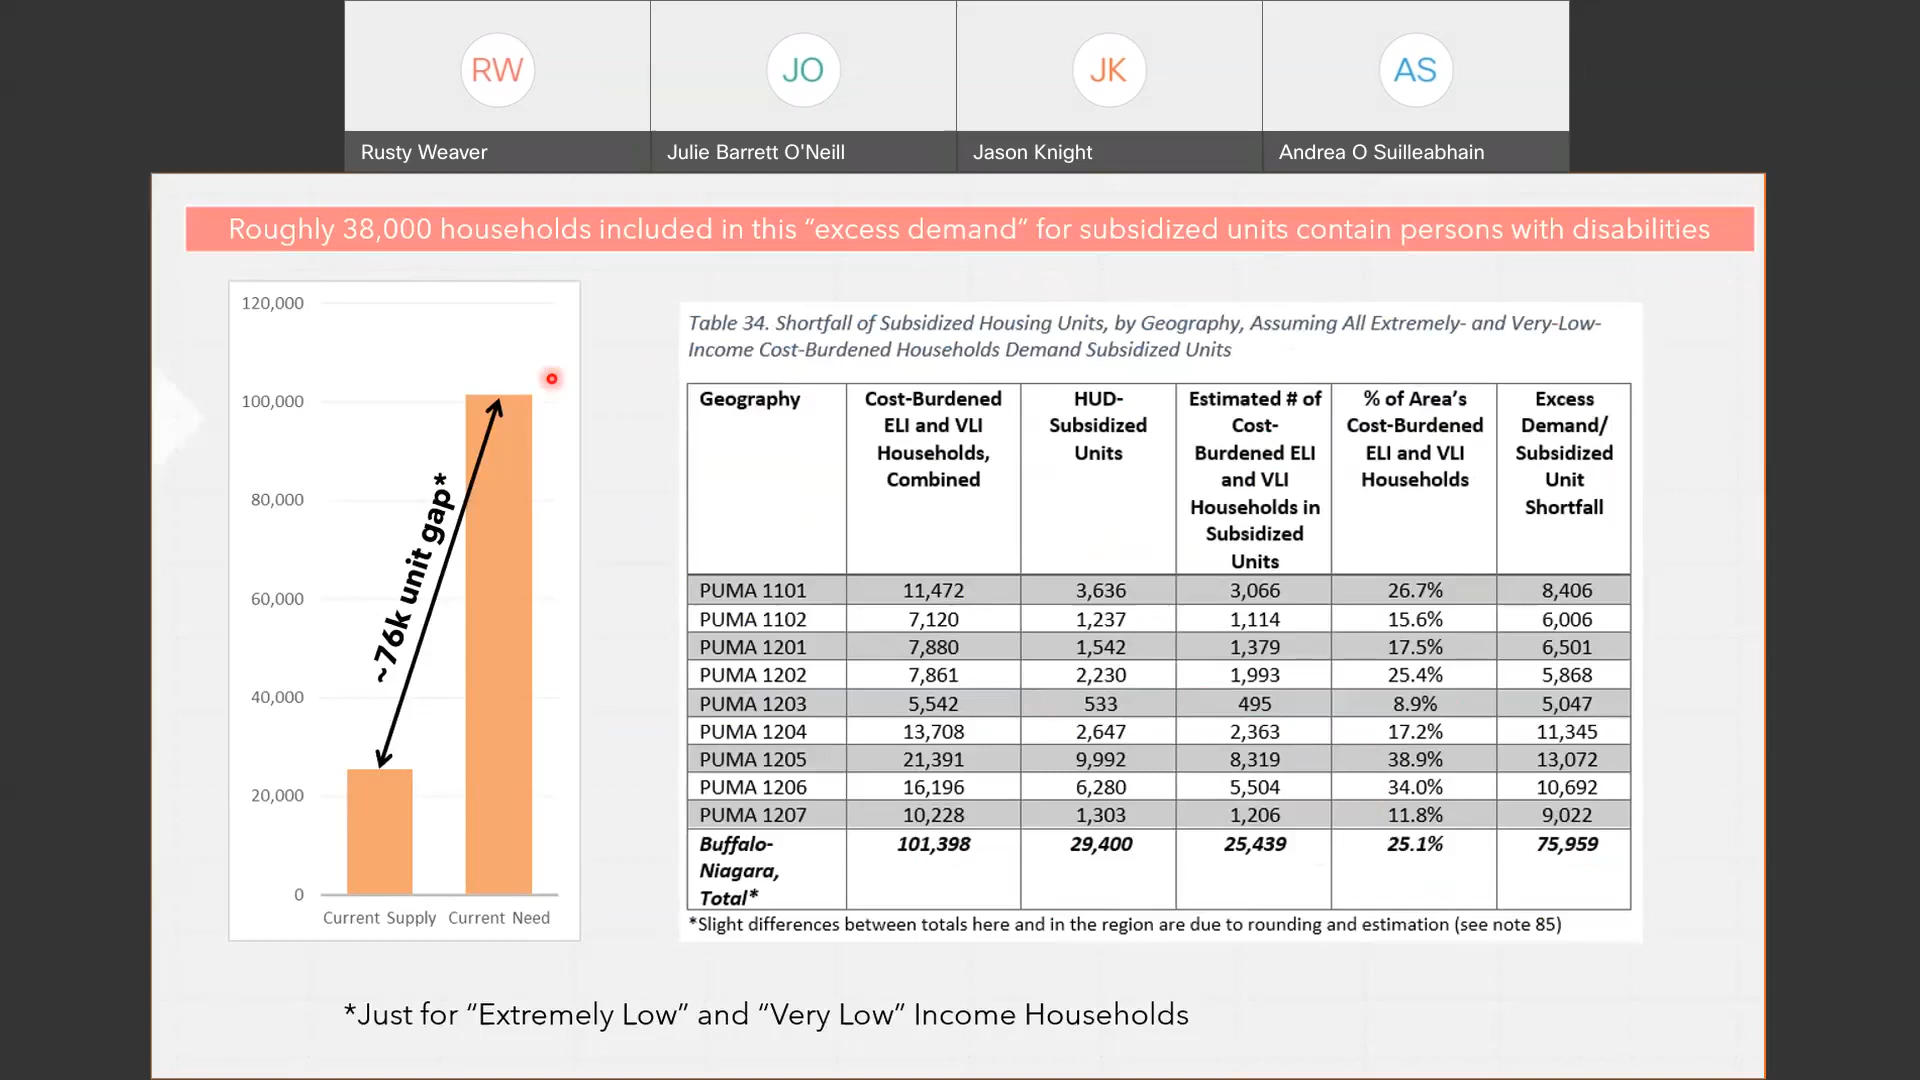 RW
JO
JK
AS
Rusty Weaver
Julie Barrett O'Neill
Jason Knight
Andrea O Suilleabhain
Roughly 38,000 households included in this “excess demand” for subsidized units contain persons with disabilities
120,000
100,000
80,000
60,000
40,000
20,000
0
~76k unit gap*
Current Supply Current Need
Table 34. Shortfall of Subsidized Housing Units, by Geography, Assuming All Extremely- and Very-Low-
Income Cost-Burdened Households Demand Subsidized Units
Geography
Cost-Burdened
ELI and VLI
Households,
Combined
HUD-
Subsidized
Units
Estimated # of
Cost-
Burdened ELI
and VLI
Households in
Subsidized
Units
% of Area’s
Cost-Burdened
ELI and VLI
Households
Excess
Demand/
Subsidized
Unit
Shortfall
PUMA 1101 11,472 3,636 3,066 26.7% 8,406
PUMA 1102 7,120 1,237 1,114 15.6% 6,006
PUMA 1201 7,880 1,542 1,379 17.5% 6,501
PUMA 1202 7,861 2,230 1,993 25.4% 5,868
PUMA 1203 5,542 533 495 8.9% 5,047
PUMA 1204 13,708 2,647 2,363 17.2% 11,345
PUMA 1205 21,391 9,992 8,319 38.9% 13,072
PUMA 1206 16,196 6,280 5,504 34.0% 10,692
PUMA 1207 10,228 1,303 1,206 11.8% 9,022
Buffalo- 101,398 29,400 25,439 25.1% 75,959
Niagara,
Total*
*Slight differences between totals here and in the region are due to rounding and estimation (see note 85)
*Just for “Extremely Low” and “Very Low” Income Households